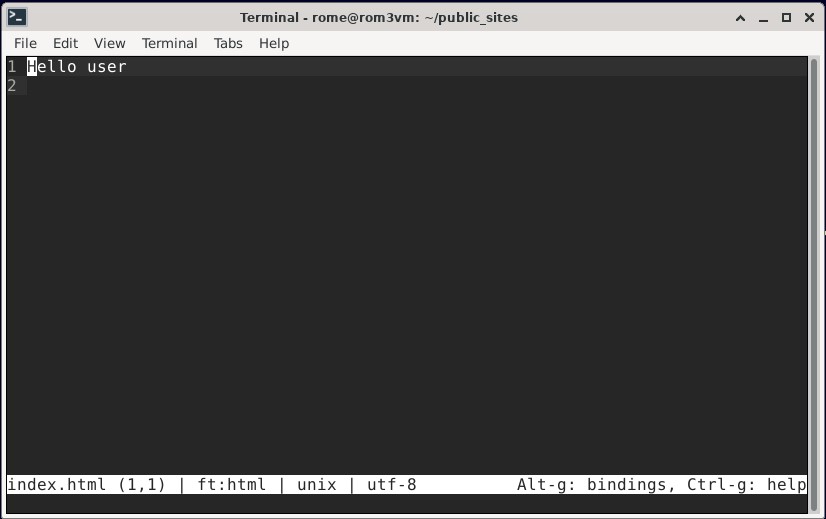 Terminal - rome@rom3vm: ~/public_sites
File Edit View Terminal Tabs Help
1 Hello user
2
index.html (1,1) | ft:html | unix | utf-8 Alt-g: bindings, Ctrl-g: help